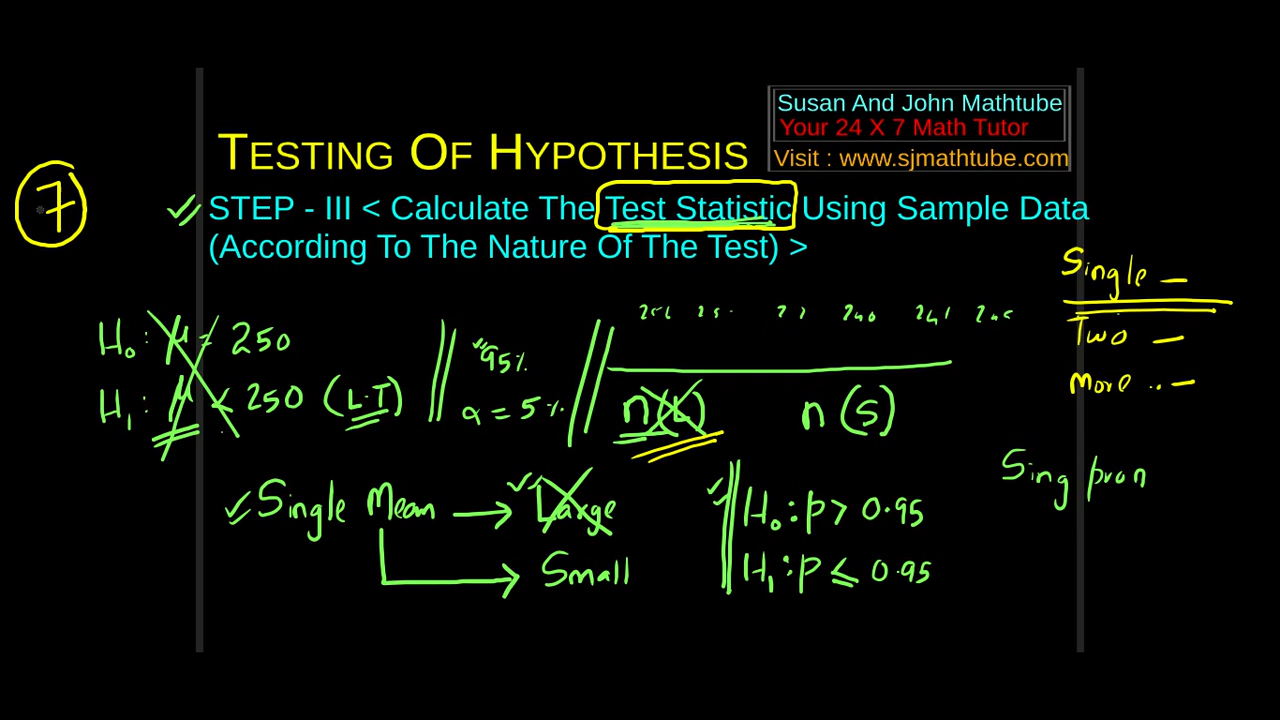 Susan And John Mathtube
Your 24 X 7 Math Tutor
Visit : www.sjmathtube.com
TESTING OF HYPOTHESIS
7
STEP - III < Calculate The Test Statistic Using Sample Data
(According To The Nature Of The Test) >
Single —
Two —
More .. —
H₀ : μ = 250
H₁ : μ < 250 (L.T)
95%
α = 5%
240 241
n(L) n(S)
Single Mean → Large
Small
H₀ : p > 0.95
H₁ : p ≤ 0.95
Sing